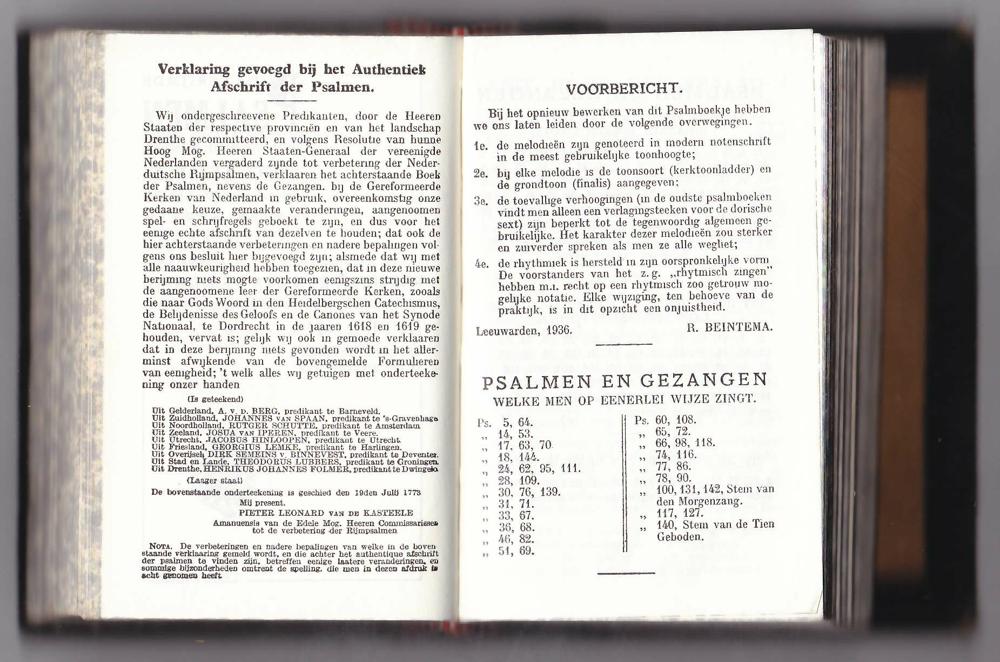 Verklaring gevoegd bij het Authentiek
Afschrift der Psalmen.
Wij ondergeschreevene Predikanten, door de Heeren
Staaten der respective provinciën en van het landschap
Drenthe gecommitteerd, en volgens Resolutie van hunne
Hoog Mog. Heeren Staaten-Generaal der vereenigde
Nederlanden vergaderd zijnde tot verbetering der Neder-
duitsche Rijmpsalmen, verklaaren het achterstaande Boek
der Psalmen, nevens de Gezangen. bij de Gereformeerde
Kerken van Nederland in gebruik, overeenkomstig onze
gedaane keuze, gemaakte veranderingen, aangenoomen
spel- en schrijfregels geboekt te zijn, en dus voor het
eenige echte afschrift van dezelven te houden; dat ook de
hier achterstaande verbeteringen en nadere bepalingen vol-
gens ons besluit hier bijgevoegd zijn; alsmede dat wij met
alle naauwkeurigheid hebben toegezien, dat in deze nieuwe
berijming niets mogte voorkomen eenigszins strijdig met
de aangenoomene leer der Gereformeerde Kerken, zooals
die naar Gods Woord in den Heidelbergschen Catechismus,
de Belijdenisse des Geloofs en de Canones van het Synode
Nationaal, te Dordrecht in de jaaren 1618 en 1619 ge-
houden, vervat is; gelijk wij ook in gemoede verklaaren
dat in deze berijming niets gevonden wordt in het aller-
minst afwijkende van de bovengemelde Formulieren
van eenigheid; 't welk alles wij getuigen met onderteeke-
ning onzer handen
(Is geteekend)
Uit Gelderland, A. v. D. BERG, predikant te Barneveld.
Uit Zuidholland, JOHANNES VAN SPAAN, predikant te 's-Gravenhage
Uit Noordholland, RUTGER SCHUTTE, predikant te Amsterdam
Uit Zeeland, JOSUA VAN IPEREN, predikant te Veere.
Uit Utrecht, JACOBUS HINLOOPEN, predikant te Utrecht.
Uit Friesland, GEORGIUS LEMKE, predikant te Harlingen.
Uit Overijsel, DIRK SEMEINS v. BINNEVEST, predikant te Deventer.
Uit Stad en Lande, THEODORUS LUBBERS, predikant te Groningen.
Uit Drenthe, HENRIKUS JOHANNES FOLMER, predikant te Dwingelo
(Laager staat)
De bovenstaande onderteekening is geschied den 19den Julij 1773
Mij present.
PIETER LEONARD VAN DE KASTEELE
Amanuensis van de Edele Mog. Heeren Commissarissen
tot de verbetering der Rijmpsalmen
NOTA. De verbeteringen en nadere bepalingen van welke in de boven
staande verklaaring gemeld wordt, en die achter het authentique afschrift
der psalmen te vinden zijn, betreffen eenige laatere veranderingen, en
sommige bijzonderheden omtrent de spelling, die men in dezen afdruk in
acht genomen heeft
VOORBERICHT.
Bij het opnieuw bewerken van dit Psalmboekje hebben
we ons laten leiden door de volgende overwegingen.
1e. de melodieën zijn genoteerd in modern notenschrift
in de meest gebruikelijke toonhoogte;
2e. bij elke melodie is de toonsoort (kerktoonladder) en
de grondtoon (finalis) aangegeven;
3e. de toevallige verhoogingen (in de oudste psalmboeken
vindt men alleen een verlagingsteeken voor de dorische
sext) zijn beperkt tot de tegenwoordig algemeen ge-
bruikelijke. Het karakter dezer melodieën zou sterker
en zuiverder spreken als men ze alle wegliet;
4e. de rhythmiek is hersteld in zijn oorspronkelijke vorm
De voorstanders van het z.g. „rhytmisch zingen”
hebben m.i. recht op een rhytmisch zoo getrouw mo-
gelijke notatie. Elke wijziging, ten behoeve van de
praktijk, is in dit opzicht een onjuistheid.
Leeuwarden, 1936. R. BEINTEMA.
PSALMEN EN GEZANGEN
WELKE MEN OP EENERLEI WIJZE ZINGT.
Ps. 5, 64.
„ 14, 53.
„ 17, 63, 70
„ 18, 144.
„ 24, 62, 95, 111.
„ 28, 109.
„ 30, 76, 139.
„ 31, 71.
„ 33, 67.
„ 36, 68.
„ 46, 82.
„ 51, 69.
Ps. 60, 108.
„ 65, 72.
„ 66, 98, 118.
„ 74, 116.
„ 77, 86.
„ 78, 90.
„ 100, 131, 142, Stem van
den Morgenzang.
„ 117, 127.
„ 140, Stem van de Tien
Geboden.